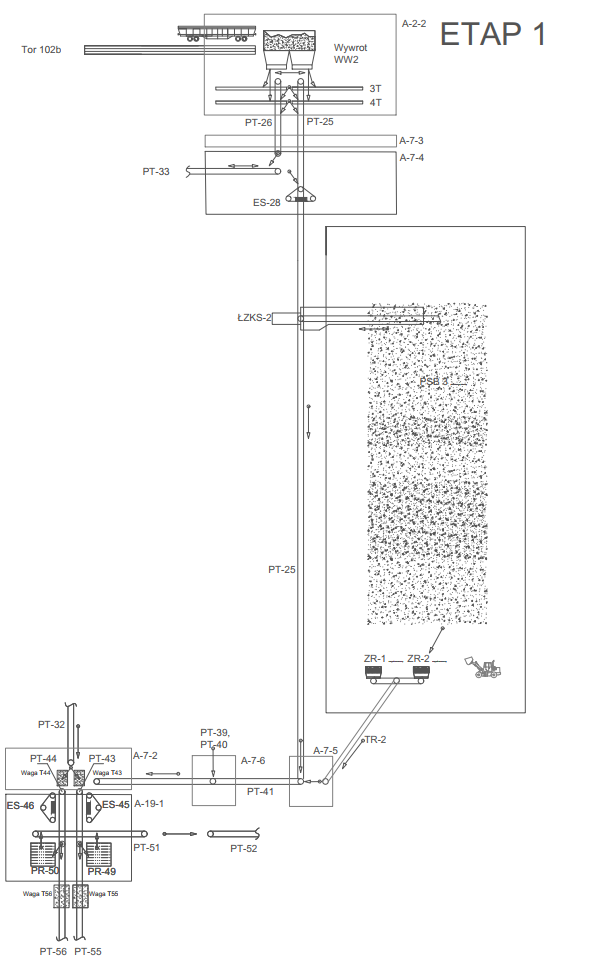 A-2-2
ETAP 1
Tor 102b
Wywrot
WW2
3T
4T
PT-26
PT-25
A-7-3
A-7-4
PT-33
ES-28
ŁZKS-2
PSB 3
PT-25
ZR-1
ZR-2
PT-32
PT-39,
PT-40
TR-2
A-7-2
A-7-6
A-7-5
PT-44
PT-43
Waga T44
Waga T43
PT-41
ES-46
ES-45
A-19-1
PT-51
PT-52
PR-50
PR-49
Waga T56
Waga T55
PT-56
PT-55